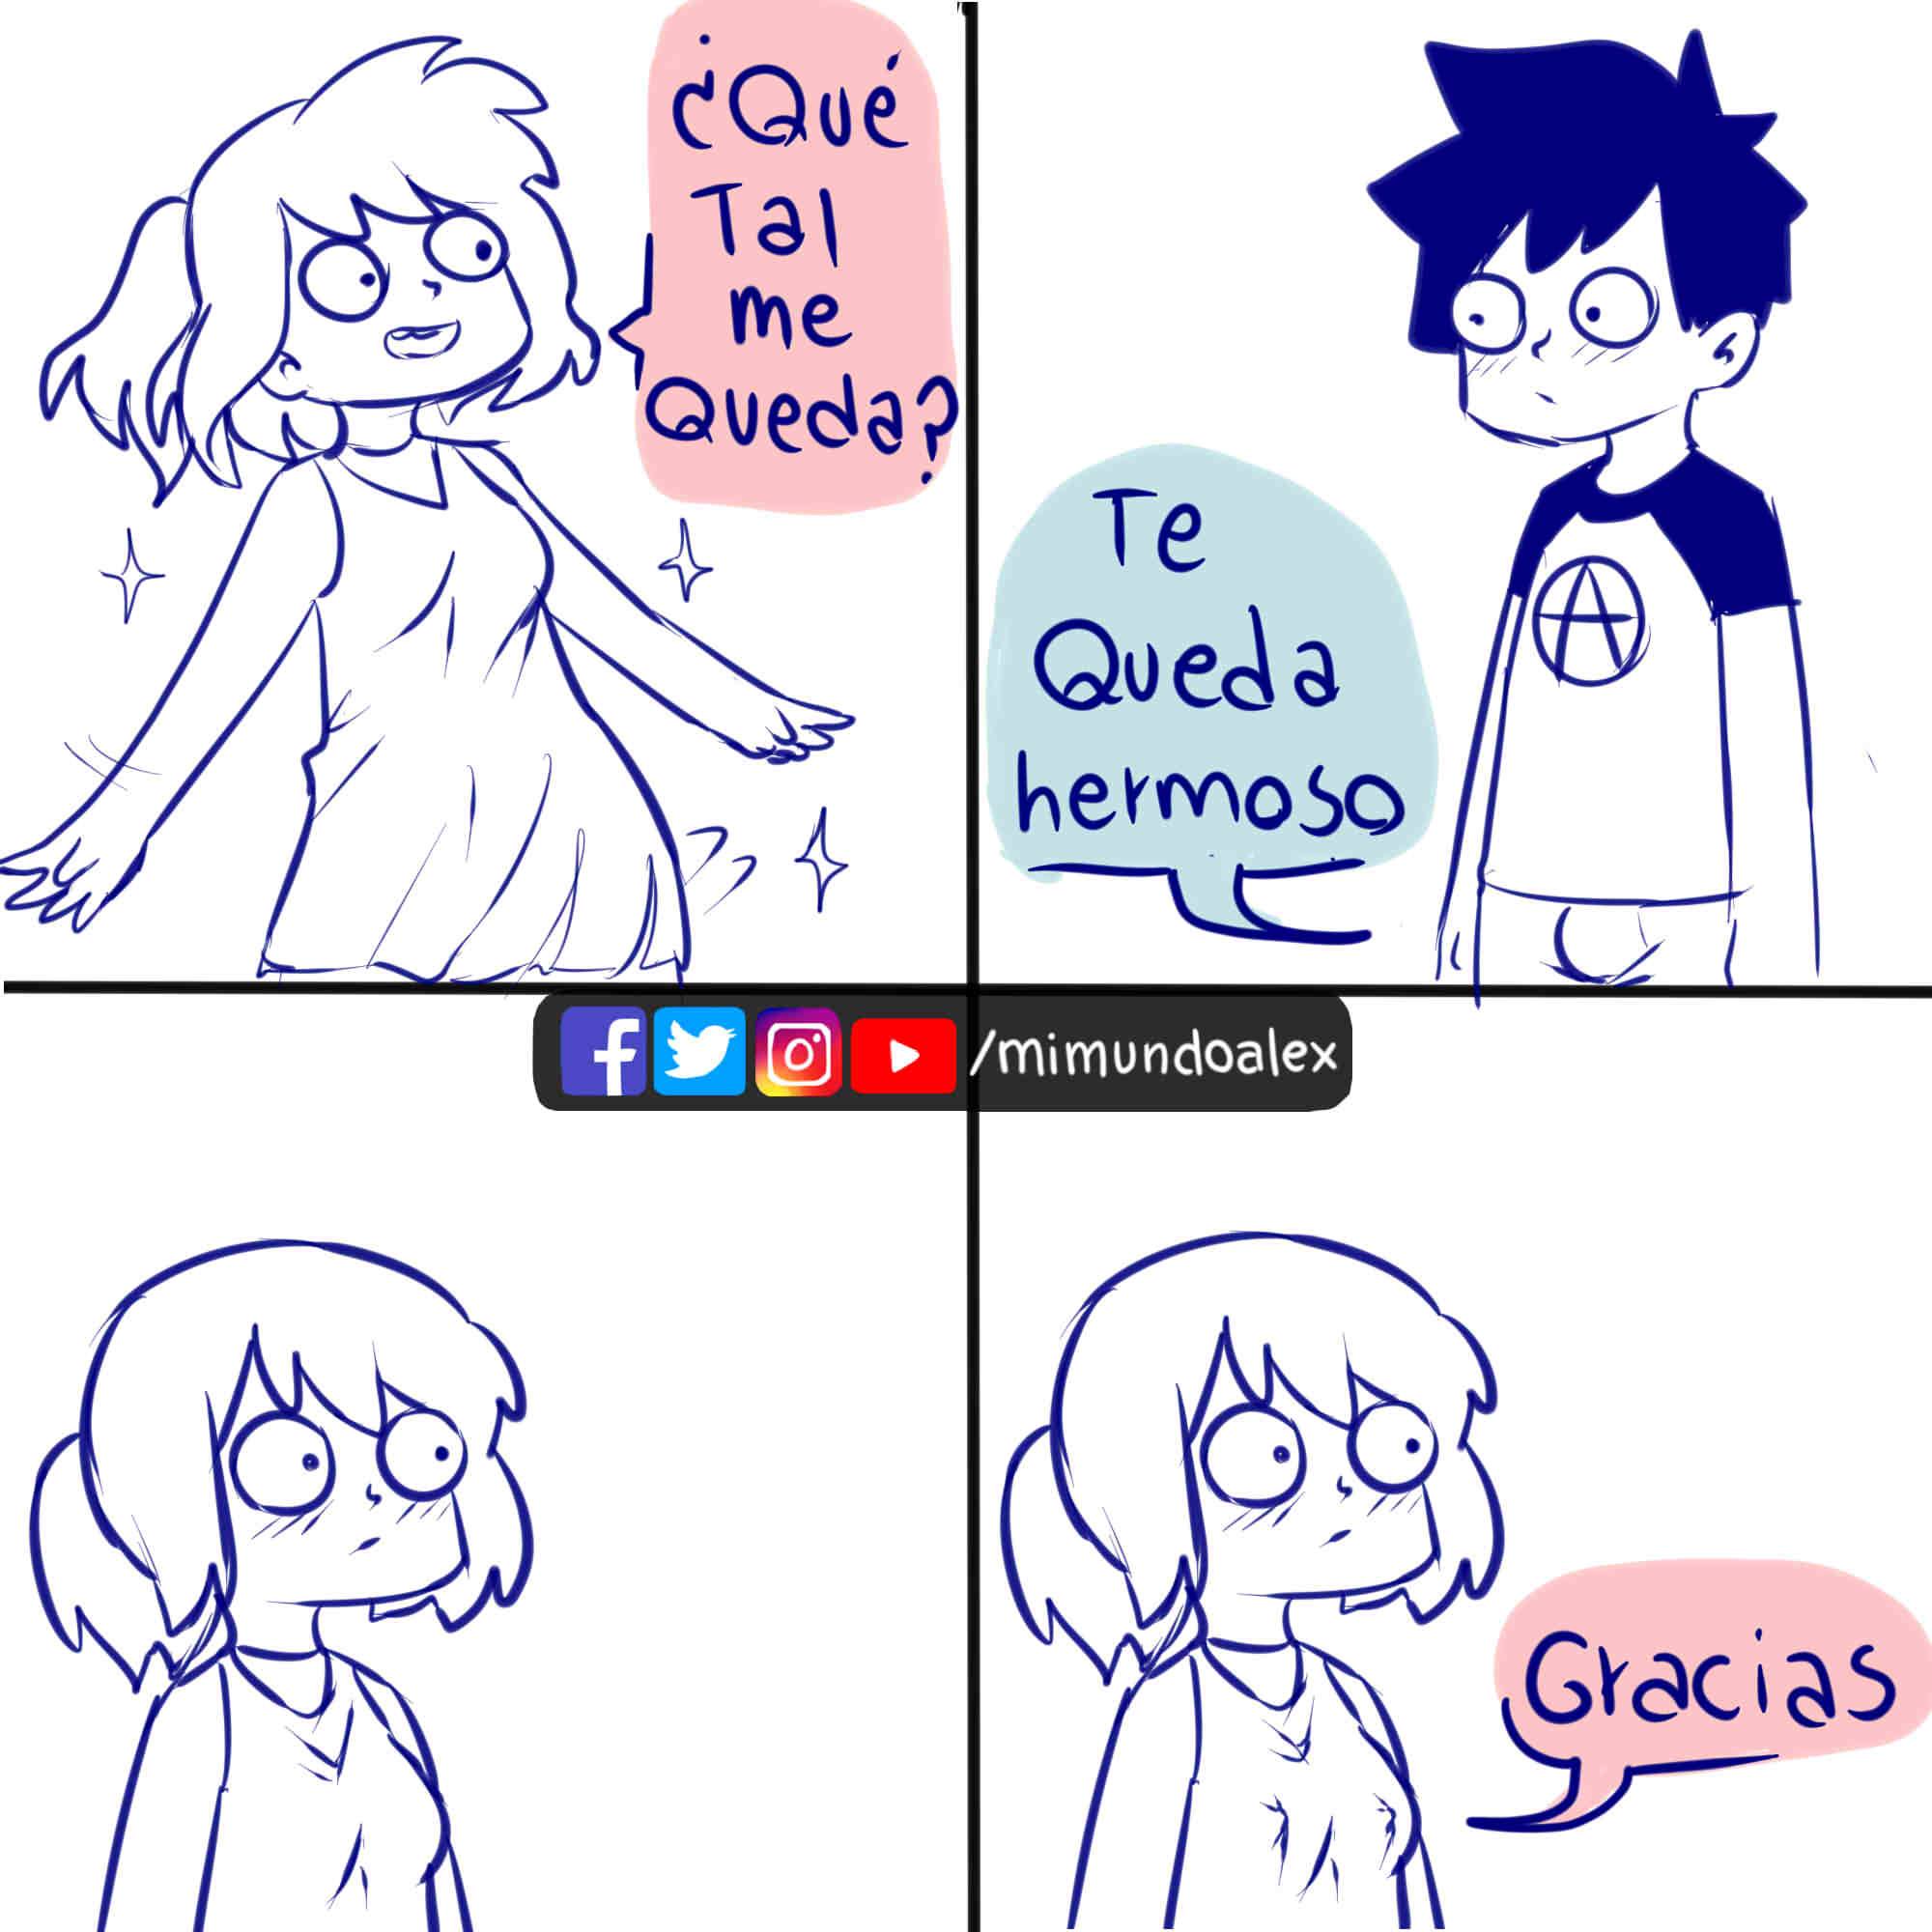 ¿Qué
Tal
me
Queda?
Te
Queda
hermoso
/mimundoalex
Gracias